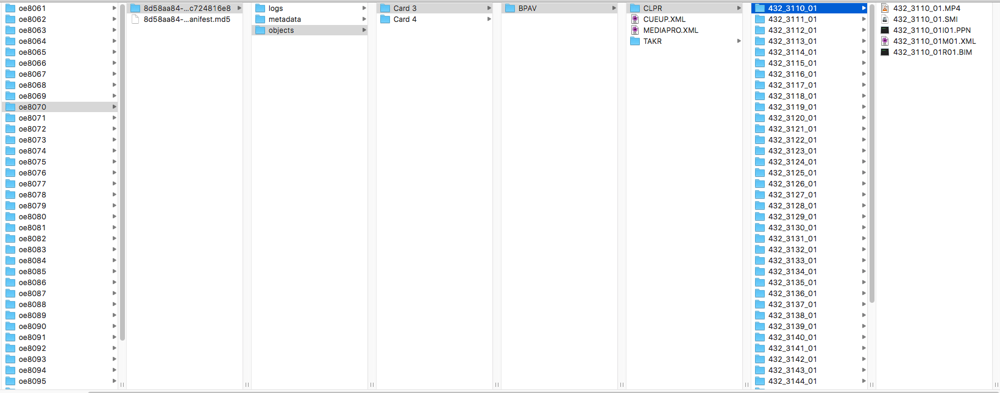 oe8061
oe8062
oe8063
oe8064
oe8065
oe8066
oe8067
oe8068
oe8069
oe8070
oe8071
oe8072
oe8073
oe8074
oe8075
oe8076
oe8077
oe8078
oe8079
oe8080
oe8081
oe8082
oe8083
oe8084
oe8085
oe8086
oe8087
oe8088
oe8089
oe8090
oe8091
oe8092
oe8093
oe8094
oe8095
8d58aa84-...c724816e8
8d58aa84-...anifest.md5
logs
metadata
objects
Card 3
Card 4
BPAV
CLPR
CUEUP.XML
MEDIAPRO.XML
TAKR
432_3110_01
432_3111_01
432_3112_01
432_3113_01
432_3114_01
432_3115_01
432_3116_01
432_3117_01
432_3118_01
432_3119_01
432_3120_01
432_3121_01
432_3122_01
432_3123_01
432_3124_01
432_3125_01
432_3126_01
432_3127_01
432_3128_01
432_3129_01
432_3130_01
432_3131_01
432_3132_01
432_3133_01
432_3134_01
432_3135_01
432_3136_01
432_3137_01
432_3138_01
432_3139_01
432_3140_01
432_3141_01
432_3142_01
432_3143_01
432_3144_01
432_3110_01.MP4
432_3110_01.SMI
432_3110_01I01.PPN
432_3110_01M01.XML
432_3110_01R01.BIM